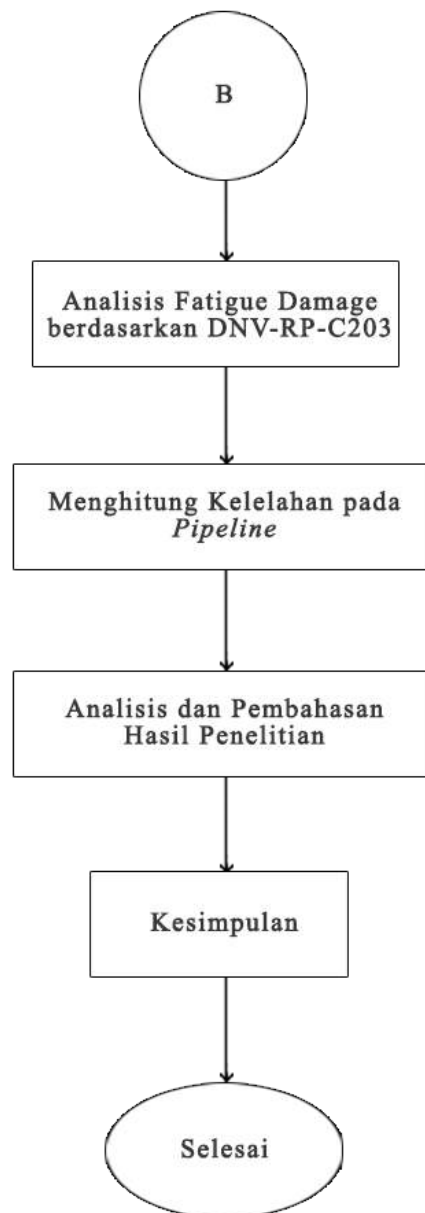 B
Analisis Fatigue Damage
berdasarkan DNV-RP-C203
Menghitung Kelelahan pada
Pipeline
Analisis dan Pembahasan
Hasil Penelitian
Kesimpulan
Selesai